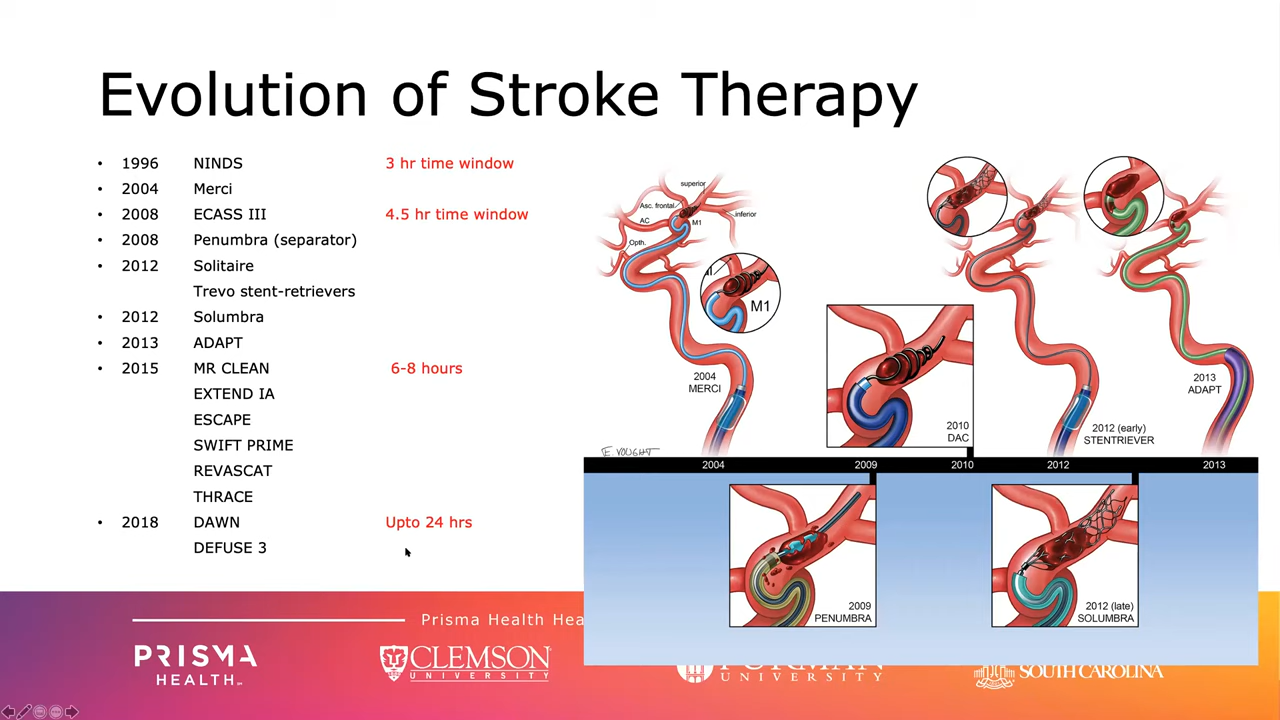 Evolution of Stroke Therapy
• 1996 NINDS 3 hr time window
• 2004 Merci
• 2008 ECASS III 4.5 hr time window
• 2008 Penumbra (separator)
• 2012 Solitaire
Trevo stent-retrievers
• 2012 Solumbra
• 2013 ADAPT
• 2015 MR CLEAN 6-8 hours
EXTEND IA
ESCAPE
SWIFT PRIME
REVASCAT
THRACE
• 2018 DAWN Upto 24 hrs
DEFUSE 3
superior
Asc. frontal
AC
M1
inferior
Opth.
M1
2004
MERCI
E. VOUGHT
2010
DAC
2012 (early)
STENTRIEVER
2013
ADAPT
2004 2009 2010 2012 2013
2009
PENUMBRA
2012 (late)
SOLUMBRA
Prisma Health Hea
PRISMA
HEALTH
CLEMSON
UNIVERSITY
UNIVERSITY
SOUTH CAROLINA